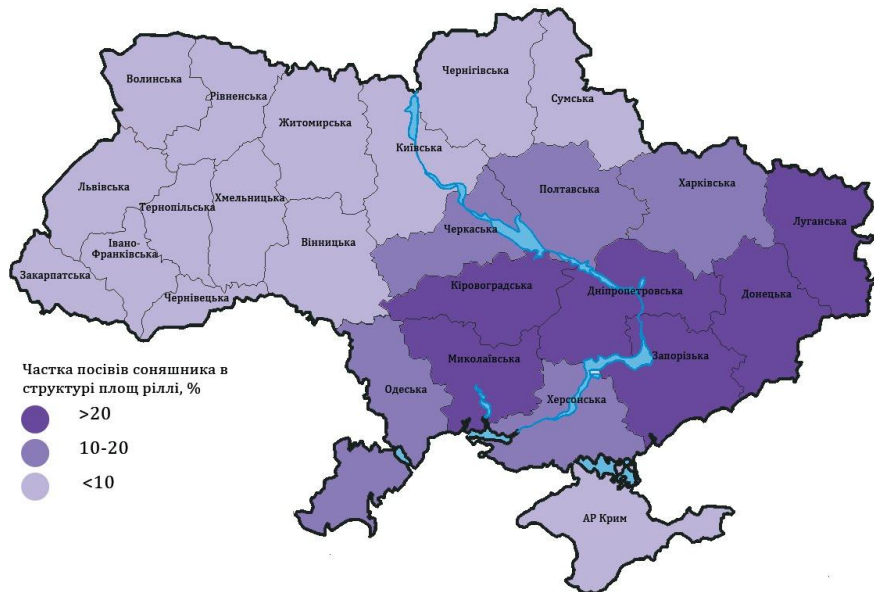 Чернігівська
Волинська
Рівненська
Сумська
Житомирська
Київська
Львівська
Тернопільська
Хмельницька
Полтавська
Харківська
Луганська
Черкаська
Івано-
Франківська
Вінницька
Закарпатська
Чернівецька
Кіровоградська
Дніпропетровська
Донецька
Миколаївська
Запорізька
Одеська
Херсонська
АР Крим
Частка посівів соняшника в
структурі площ ріллі, %
>20
10-20
<10